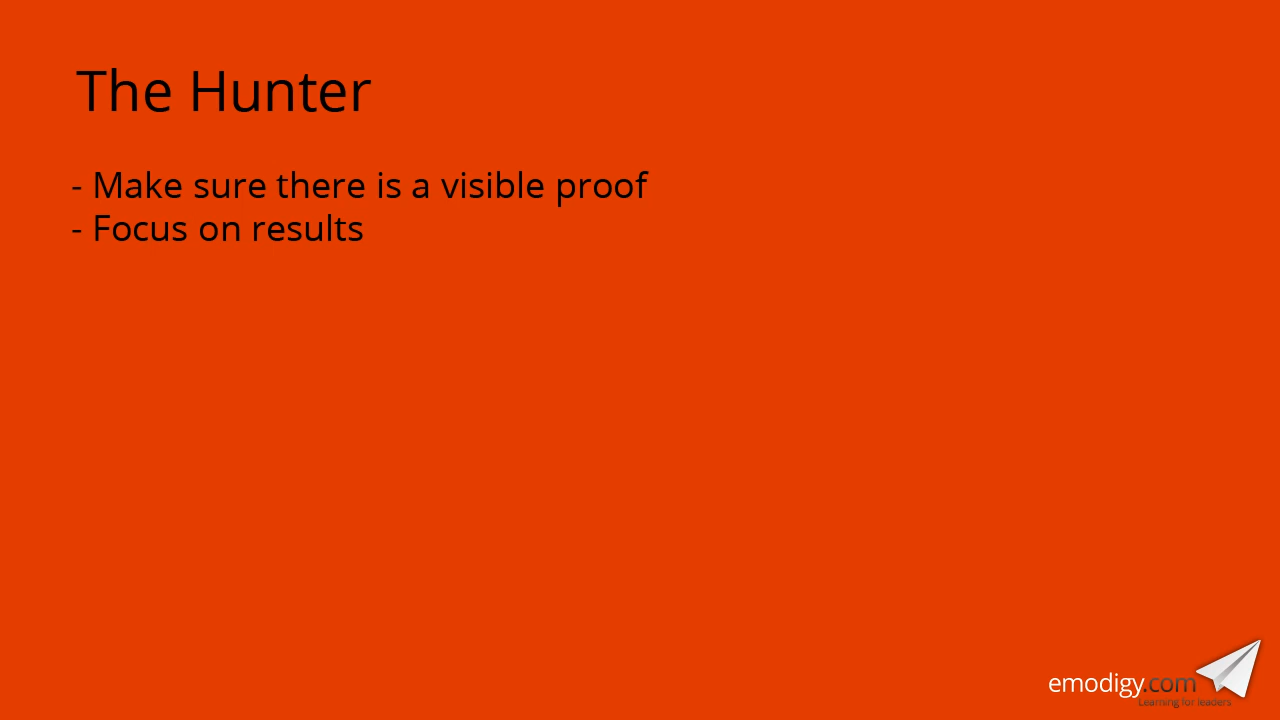 The Hunter
- Make sure there is a visible proof
- Focus on results
emodigy.com
Learning for leaders